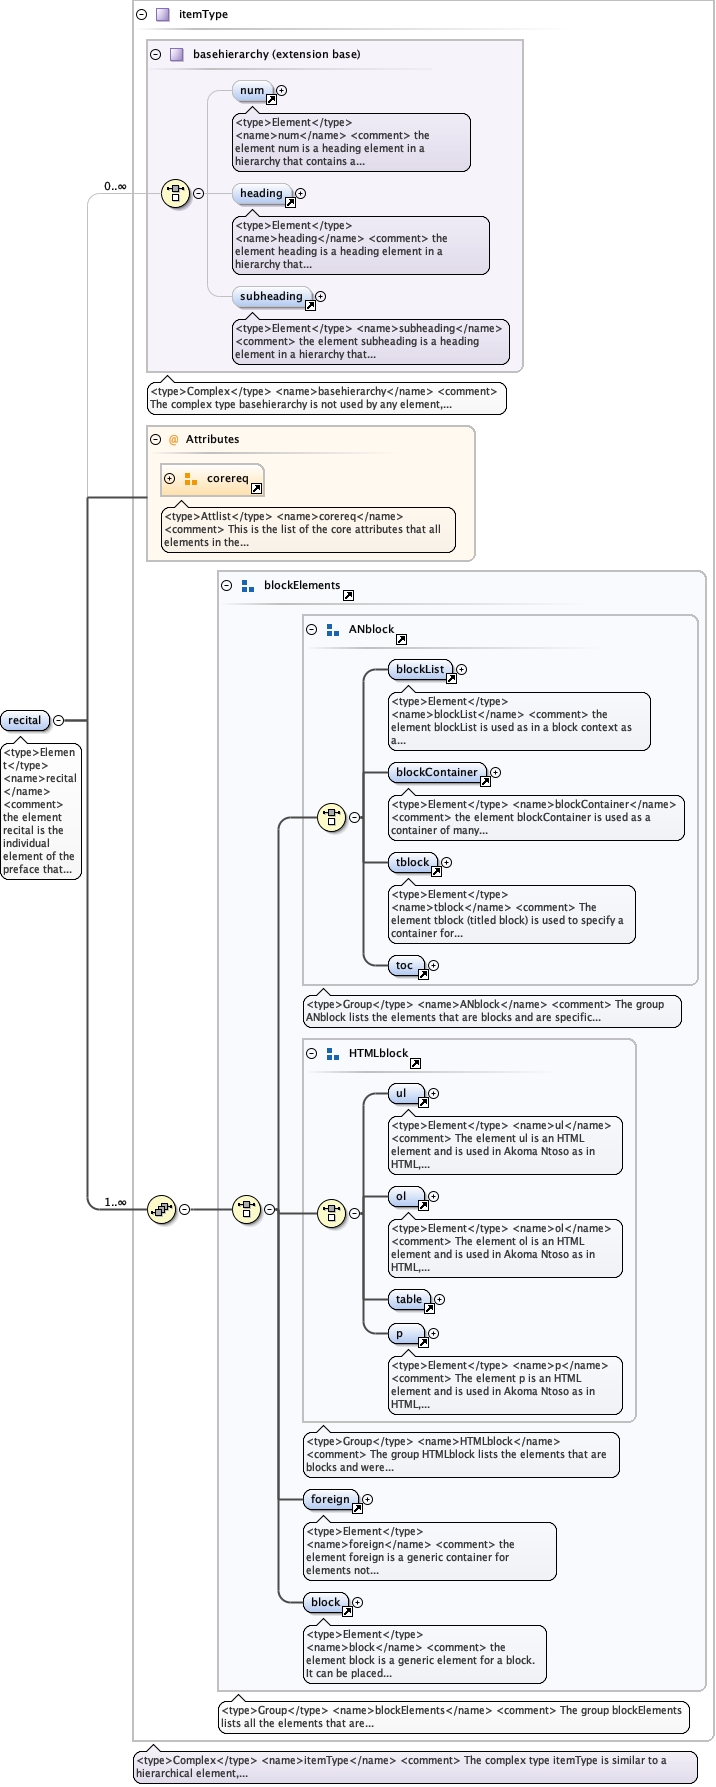 itemType
basehierarchy (extension base)
num
<type>Element</type>
<name>num</name> <comment> the
element num is a heading element in a
hierarchy that contains a...
0..∞
heading
<type>Element</type>
<name>heading</name> <comment> the
element heading is a heading element in a
hierarchy that...
subheading
<type>Element</type> <name>subheading</name>
<comment> the element subheading is a heading
element in a hierarchy that...
<type>Complex</type> <name>basehierarchy</name> <comment>
The complex type basehierarchy is not used by any element,...
@ Attributes
corereq
<type>Attlist</type> <name>corereq</name>
<comment> This is the list of the core attributes that all
elements in the...
blockElements
ANblock
blockList
<type>Element</type>
<name>blockList</name> <comment> the
element blockList is used as in a block context as
a...
recital
<type>Elemen
t</type>
<name>recital
</name>
<comment>
the element
recital is the
individual
element of the
preface that...
blockContainer
<type>Element</type> <name>blockContainer</name>
<comment> the element blockContainer is used as a
container of many...
tblock
<type>Element</type>
<name>tblock</name> <comment> The
element tblock (titled block) is used to specify a
container for...
toc
<type>Group</type> <name>ANblock</name> <comment> The group
ANblock lists the elements that are blocks and are specific...
HTMLblock
ul
<type>Element</type> <name>ul</name>
<comment> The element ul is an HTML
element and is used in Akoma Ntoso as in
HTML,...
1..∞
ol
<type>Element</type> <name>ol</name>
<comment> The element ol is an HTML
element and is used in Akoma Ntoso as in
HTML,...
table
p
<type>Element</type> <name>p</name>
<comment> The element p is an HTML
element and is used in Akoma Ntoso as in
HTML,...
<type>Group</type> <name>HTMLblock</name>
<comment> The group HTMLblock lists the elements that are
blocks and were...
foreign
<type>Element</type>
<name>foreign</name> <comment> the
element foreign is a generic container for
elements not...
block
<type>Element</type>
<name>block</name> <comment> the
element block is a generic element for a block.
It can be placed...
<type>Group</type> <name>blockElements</name> <comment> The group blockElements
lists all the elements that are...
<type>Complex</type> <name>itemType</name> <comment> The complex type itemType is similar to a
hierarchical element,...